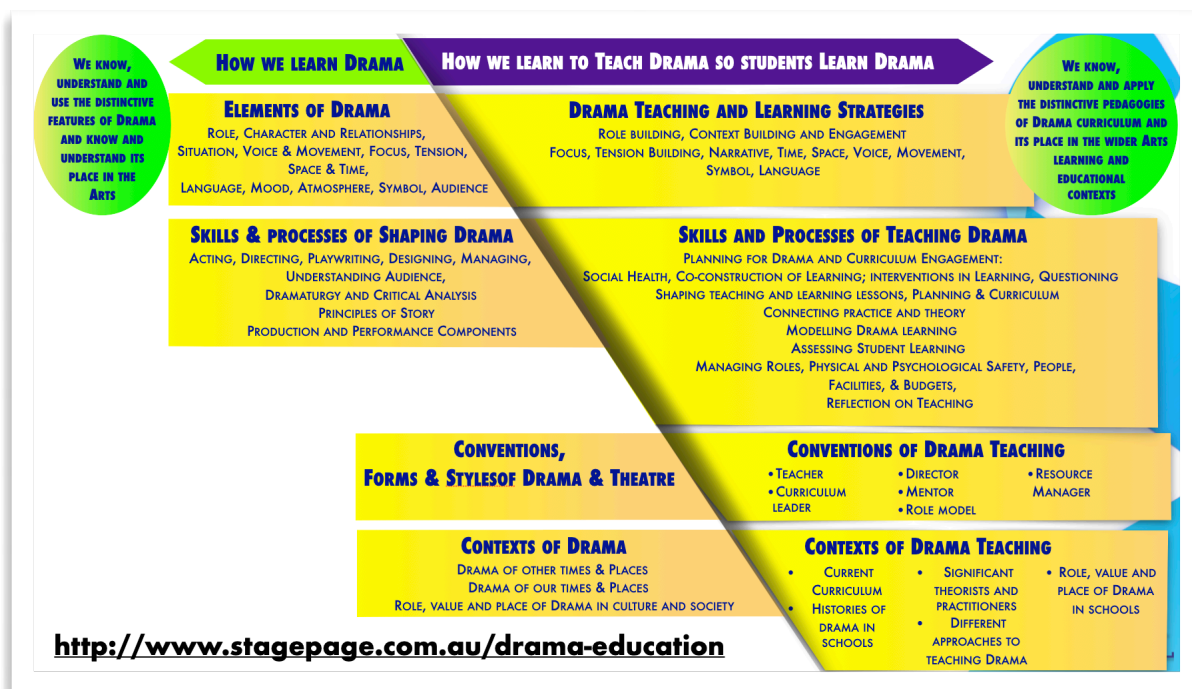 We know,
understand and
use the distinctive
features of Drama
and know and
understand its
place in the
Arts
How we learn Drama
How we learn to Teach Drama so students Learn Drama
We know,
understand and apply
the distinctive pedagogies
of Drama curriculum and
its place in the wider Arts
learning and
educational
contexts
Elements of Drama
Role, Character and Relationships,
Situation, Voice & Movement, Focus, Tension,
Space & Time,
Language, Mood, Atmosphere, Symbol, Audience
Drama Teaching and Learning Strategies
Role building, Context Building and Engagement
Focus, Tension Building, Narrative, Time, Space, Voice, Movement,
Symbol, Language
Skills & processes of Shaping Drama
Acting, Directing, Playwriting, Designing, Managing,
Understanding Audience,
Dramaturgy and Critical Analysis
Principles of Story
Production and Performance Components
Skills and Processes of Teaching Drama
Planning for Drama and Curriculum Engagement:
Social Health, Co-construction of Learning; interventions in Learning, Questioning
Shaping teaching and learning lessons, Planning & Curriculum
Connecting practice and theory
Modelling Drama learning
Assessing Student Learning
Managing Roles, Physical and Psychological Safety, People,
Facilities, & Budgets,
Reflection on Teaching
Conventions,
Forms & Stylesof Drama & Theatre
Conventions of Drama Teaching
• Teacher
• Curriculum
leader
• Director
• Mentor
• Role model
• Resource
Manager
Contexts of Drama
Drama of other times & Places
Drama of our times & Places
Role, value and place of Drama in culture and society
Contexts of Drama Teaching
• Current
Curriculum
• Histories of
drama in
schools
• Significant
theorists and
practitioners
• Different
approaches to
teaching Drama
• Role, value and
place of Drama
in schools
http://www.stagepage.com.au/drama-education